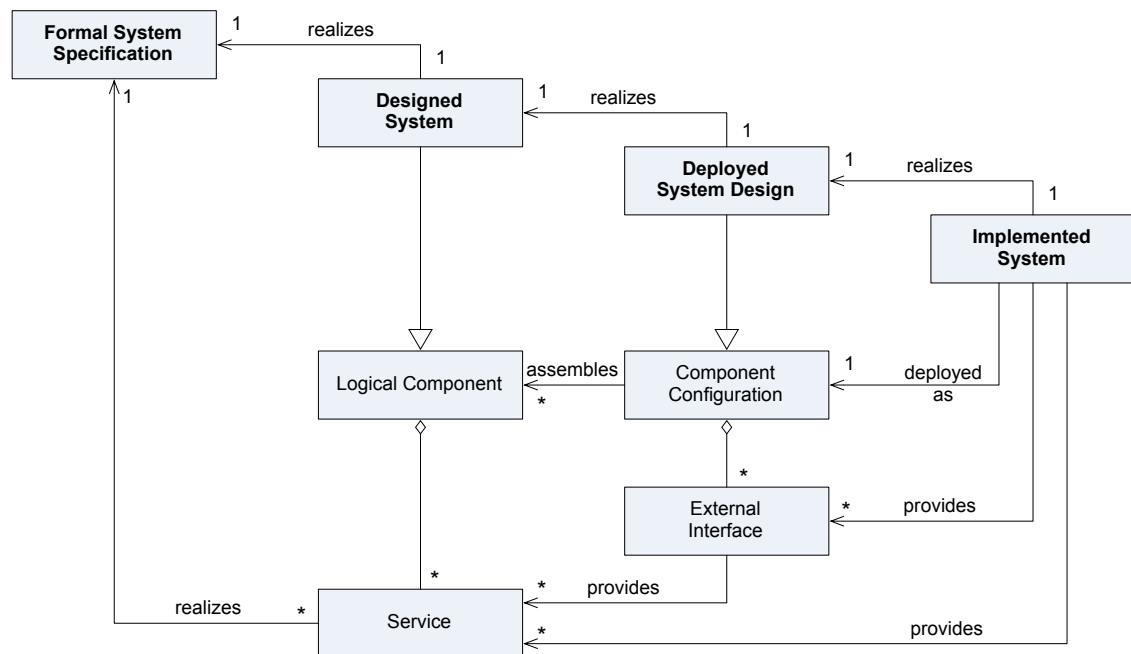 Formal System
Specification
1
realizes
1
1
Designed
System
1
realizes
1
Deployed
System Design
1
realizes
1
Implemented
System
Logical Component
assembles
*
Component
Configuration
1
deployed
as
*
External
Interface
*
provides
realizes
*
*
Service
*
provides
*
provides